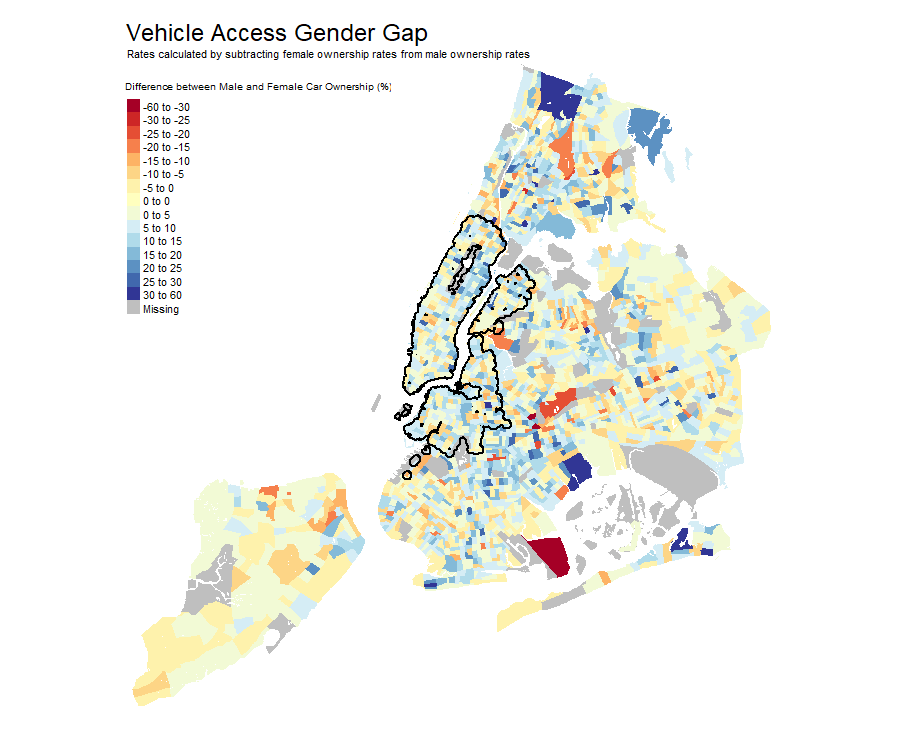 Vehicle Access Gender Gap
Rates calculated by subtracting female ownership rates from male ownership rates
Difference between Male and Female Car Ownership (%)
-60 to -30
-30 to -25
-25 to -20
-20 to -15
-15 to -10
-10 to -5
-5 to 0
0 to 0
0 to 5
5 to 10
10 to 15
15 to 20
20 to 25
25 to 30
30 to 60
Missing